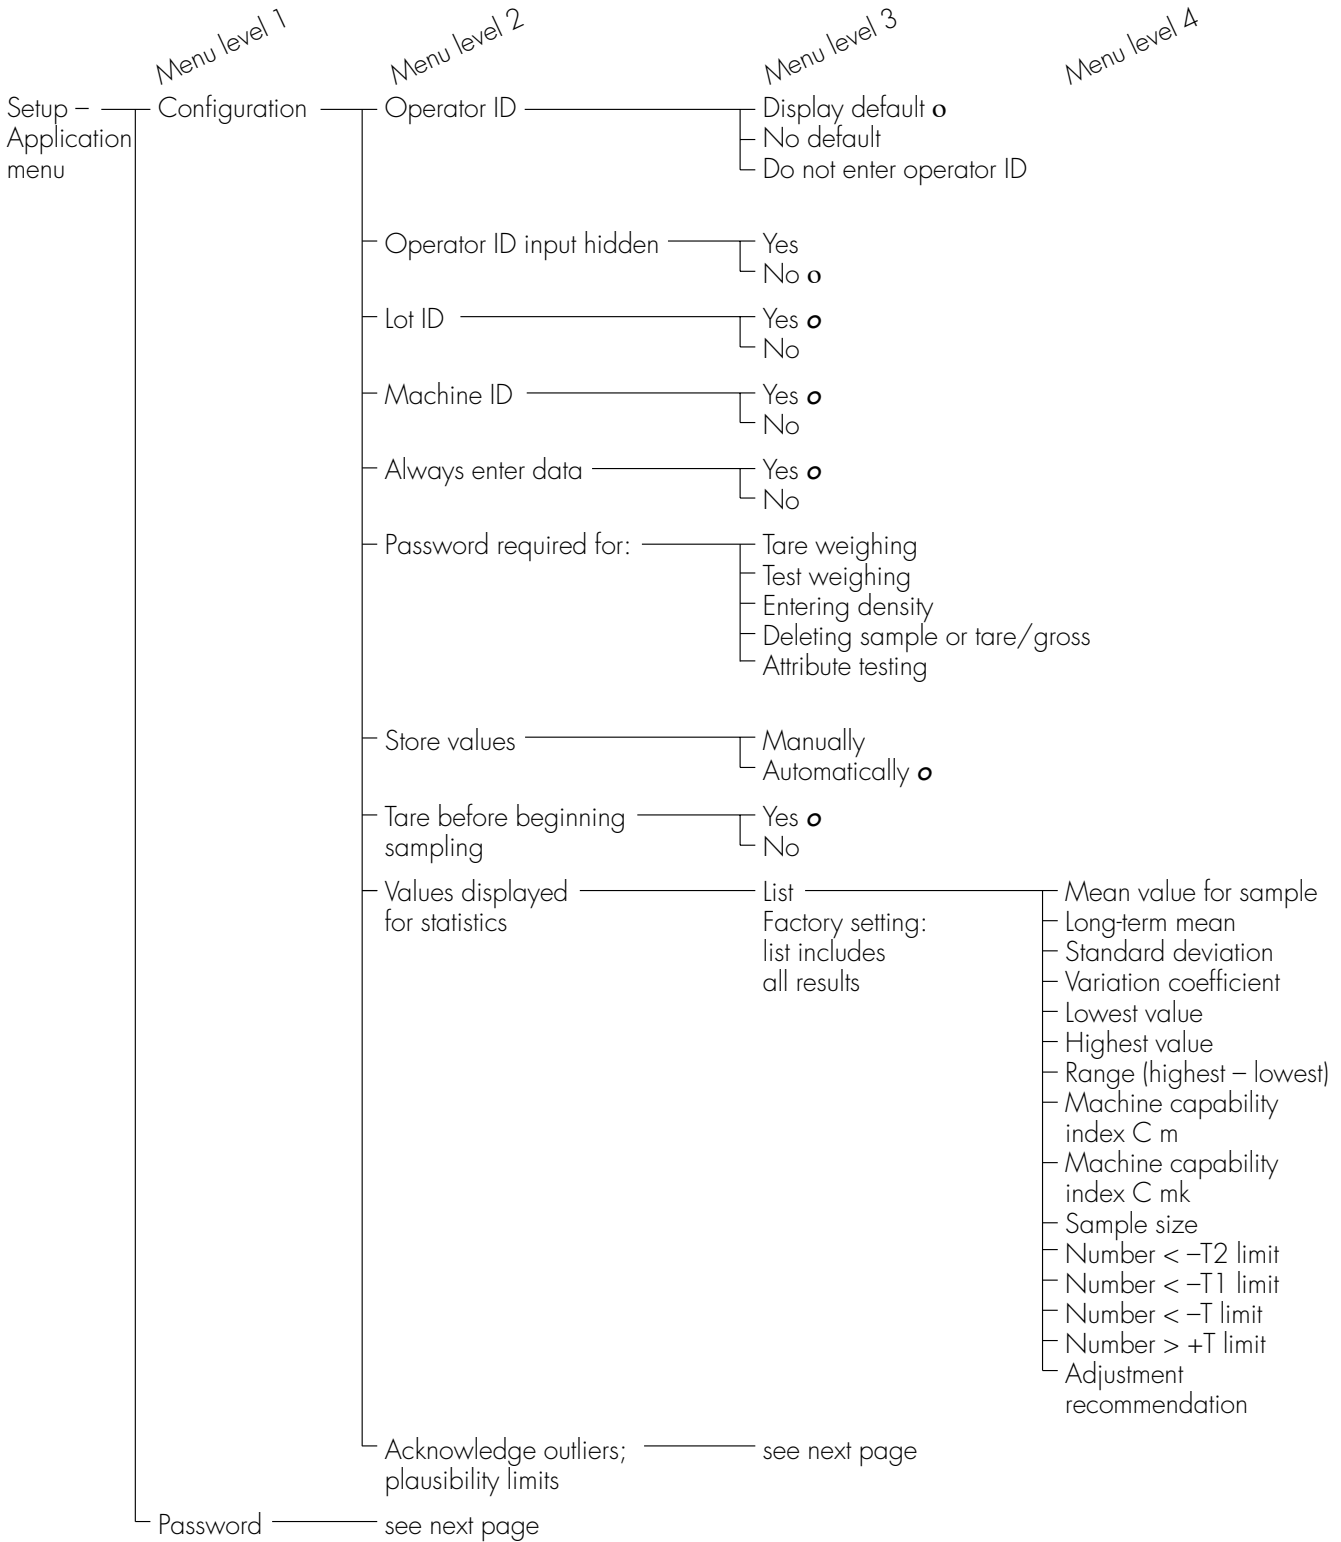 Menu level 1 Menu level 2 Menu level 3 Menu level 4
Setup – Configuration Operator ID Display default o
Application No default
menu Do not enter operator ID
Operator ID input hidden Yes
No o
Lot ID Yes o
No
Machine ID Yes o
No
Always enter data Yes o
No
Password required for: Tare weighing
Test weighing
Entering density
Deleting sample or tare/gross
Attribute testing
Store values Manually
Automatically o
Tare before beginning Yes o
sampling No
Values displayed List Mean value for sample
for statistics Factory setting: Long-term mean
list includes Standard deviation
all results Variation coefficient
Lowest value
Highest value
Range (highest – lowest)
Machine capability
index C m
Machine capability
index C mk
Sample size
Number < –T2 limit
Number < –T1 limit
Number < –T limit
Number > +T limit
Adjustment
recommendation
Acknowledge outliers; see next page
plausibility limits
Password see next page